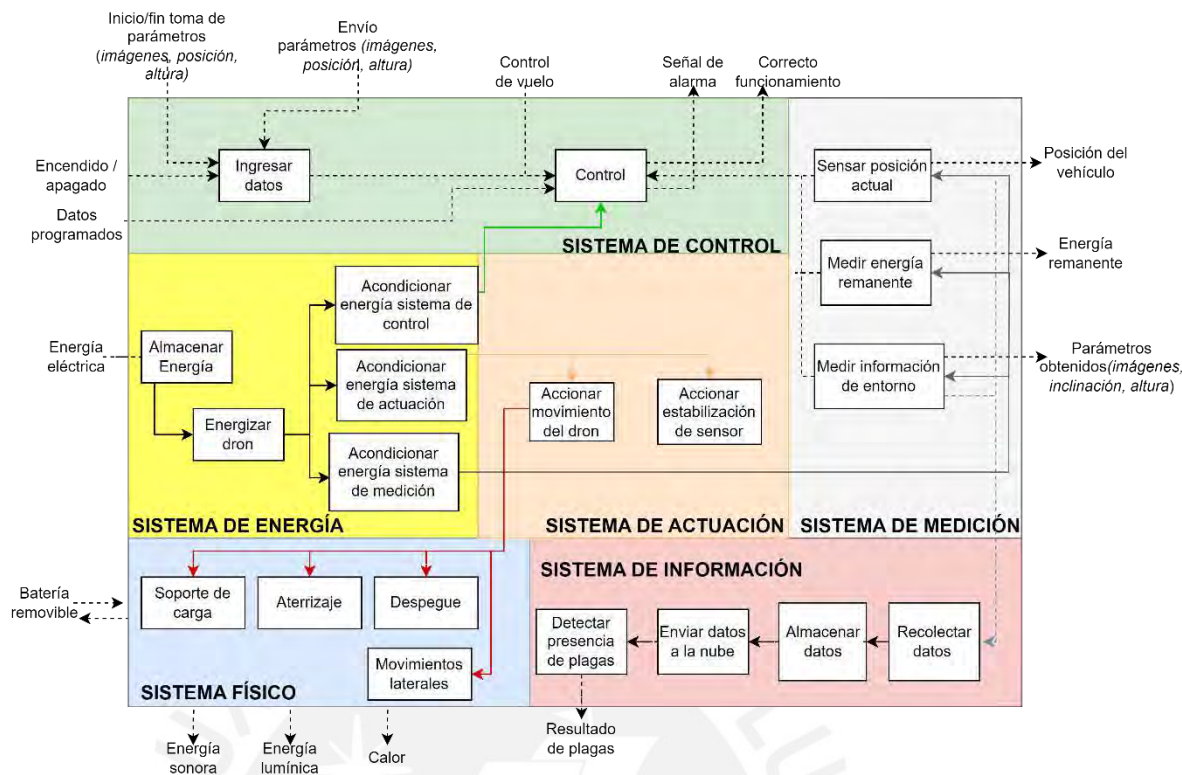 Inicio/fin toma de
parámetros
(imágenes, posición,
altura)
Envío
parámetros (imágenes,
posición, altura)
Control
de vuelo
Señal de
alarma
Correcto
funcionamiento
Encendido /
apagado
Ingresar
datos
Control
Sensar posición
actual
Posición del
vehículo
Datos
programados
SISTEMA DE CONTROL
Medir energía
remanente
Energía
remanente
Acondicionar
energía sistema de
control
Energía
eléctrica
Almacenar
Energía
Acondicionar
energía sistema
de actuación
Accionar
movimiento
del dron
Accionar
estabilización
de sensor
Medir información
de entorno
Parámetros
obtenidos(imágenes,
inclinación, altura)
Energizar
dron
Acondicionar
energía sistema
de medición
SISTEMA DE ENERGÍA
SISTEMA DE ACTUACIÓN
SISTEMA DE MEDICIÓN
Batería
removible
Soporte de
carga
Aterrizaje
Despegue
Movimientos
laterales
SISTEMA FÍSICO
SISTEMA DE INFORMACIÓN
Detectar
presencia
de plagas
Enviar datos
a la nube
Almacenar
datos
Recolectar
datos
Energía
sonora
Energía
lumínica
Calor
Resultado
de plagas